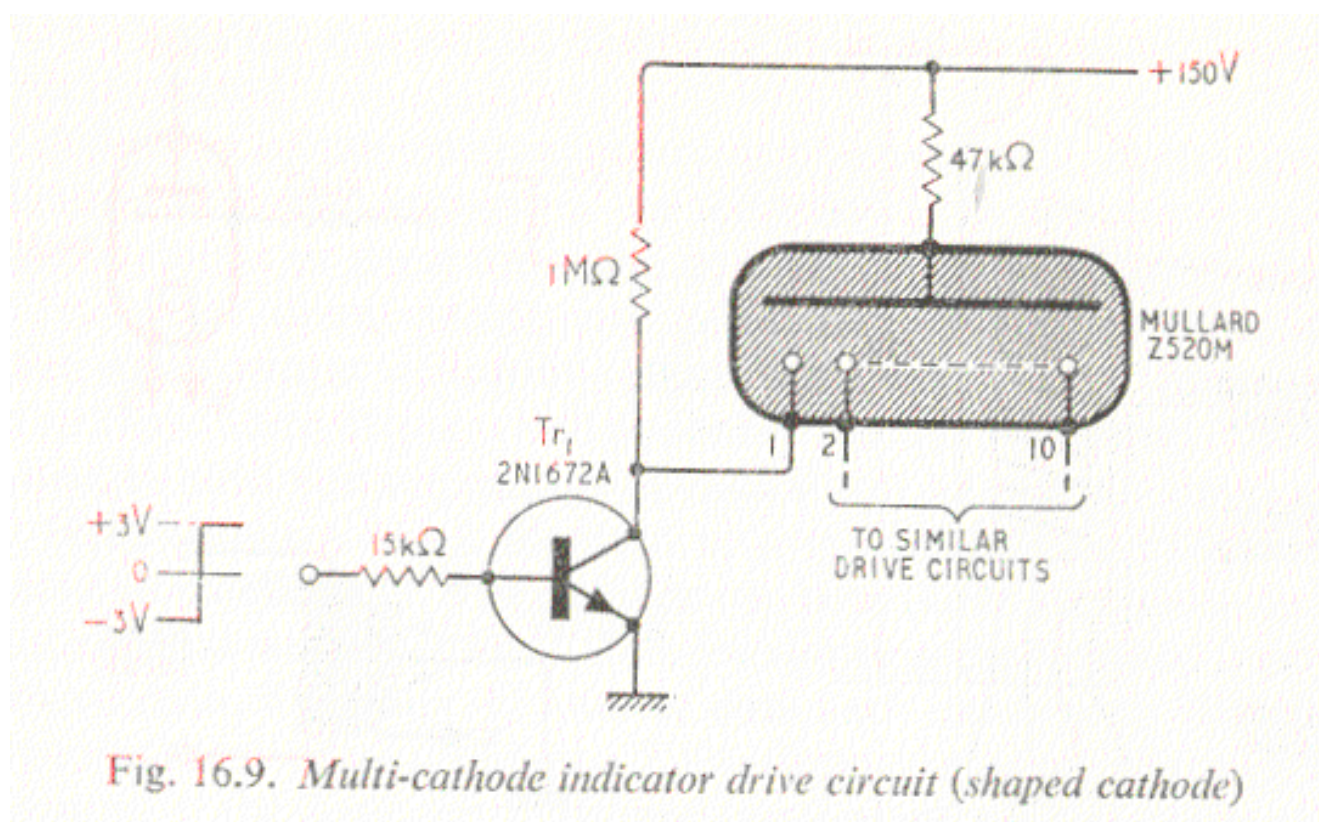 +150V
47kΩ
1MΩ
MULLARD
Z520M
Tr₁
2N1672A
1 2 10
+3V
0
-3V
15kΩ
TO SIMILAR
DRIVE CIRCUITS
Fig. 16.9. Multi-cathode indicator drive circuit (shaped cathode)